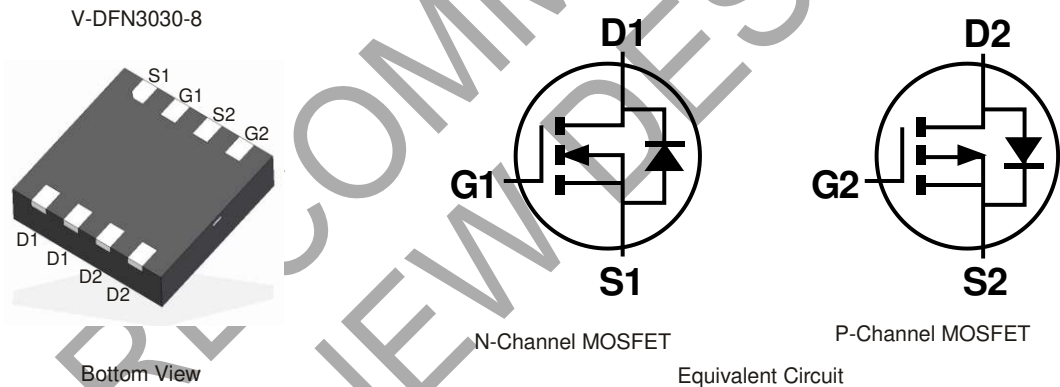 V-DFN3030-8
S1
G1
S2
G2
D1
D1
D2
D2
Bottom View
D1
G1
S1
N-Channel MOSFET
D2
G2
S2
P-Channel MOSFET
Equivalent Circuit